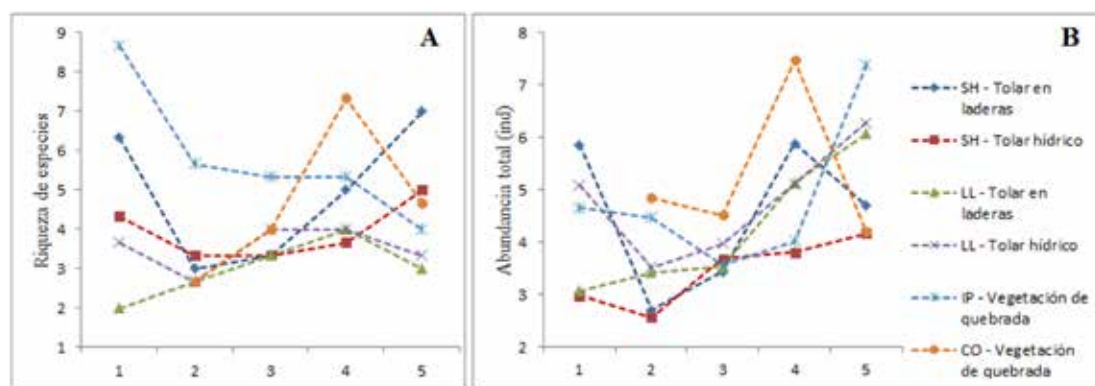 A
Riqueza de especies
9
8
7
6
5
4
3
2
1
1 2 3 4 5
B
Abundancia total (ind)
8
7
6
5
4
3
2
1 2 3 4 5
SH - Tolar en
laderas
SH - Tolar hídrico
LL - Tolar en
laderas
LL - Tolar hídrico
IP - Vegetación de
quebrada
CO - Vegetación
de quebrada